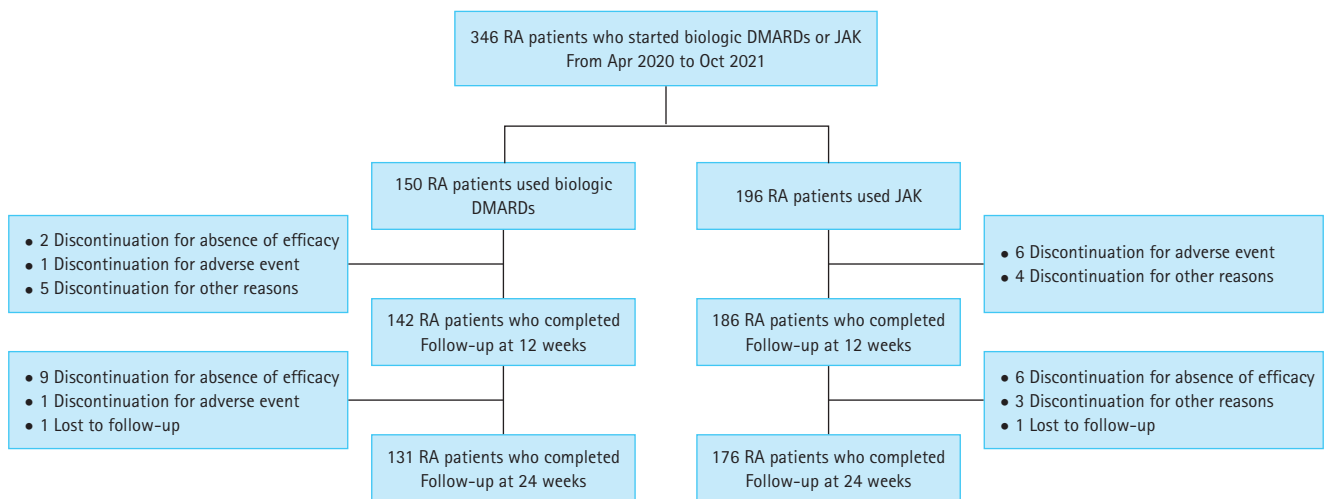 346 RA patients who started biologic DMARDs or JAK
From Apr 2020 to Oct 2021
150 RA patients used biologic
DMARDs
196 RA patients used JAK
• 2 Discontinuation for absence of efficacy
• 1 Discontinuation for adverse event
• 5 Discontinuation for other reasons
• 6 Discontinuation for adverse event
• 4 Discontinuation for other reasons
142 RA patients who completed
Follow-up at 12 weeks
186 RA patients who completed
Follow-up at 12 weeks
• 9 Discontinuation for absence of efficacy
• 1 Discontinuation for adverse event
• 1 Lost to follow-up
• 6 Discontinuation for absence of efficacy
• 3 Discontinuation for other reasons
• 1 Lost to follow-up
131 RA patients who completed
Follow-up at 24 weeks
176 RA patients who completed
Follow-up at 24 weeks